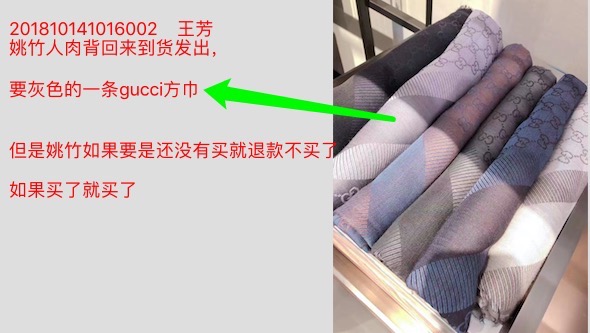 201810141016002 王芳
姚竹人肉背回来到货发出，
要灰色的一条gucci方巾
但是姚竹如果要是还没有买就退款不买了
如果买了就买了